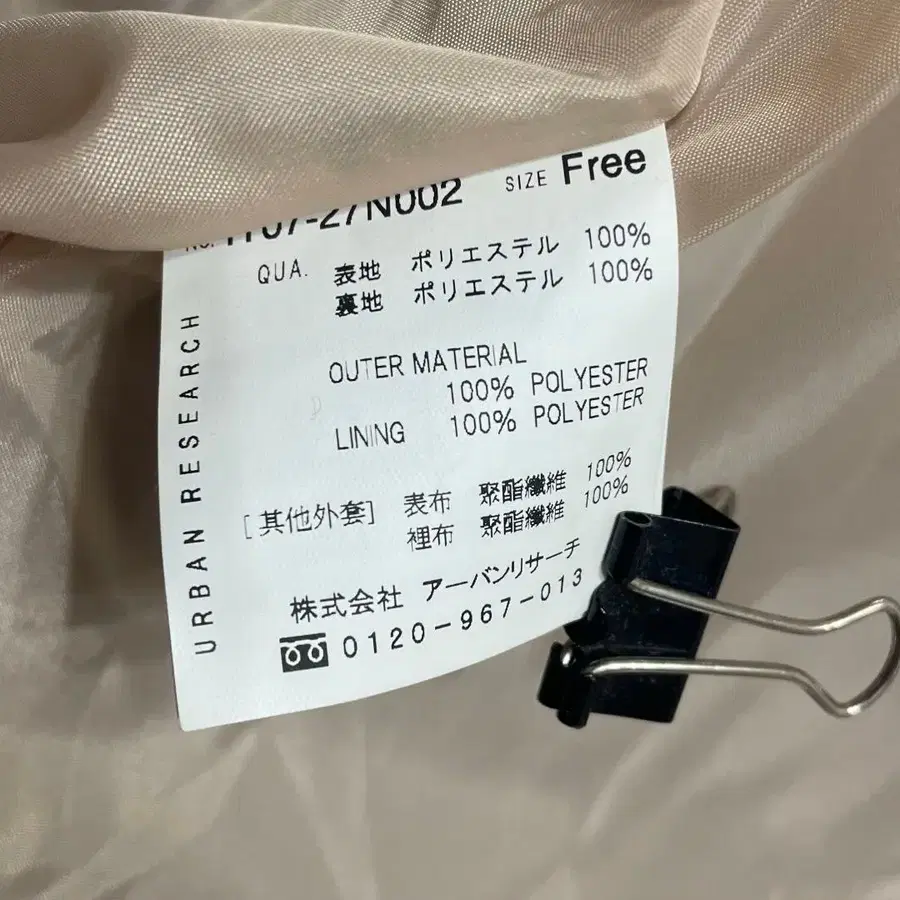 SIZE Free
QUA. 表地 ポリエステル 100%
裏地 ポリエステル 100%
OUTER MATERIAL
100% POLYESTER
LINING 100% POLYESTER
[其他外套] 表布 聚酯纖維 100%
裡布 聚酯纖維 100%
株式会社 アーバンリサーチ
0120-967-013
URBAN RESEARCH